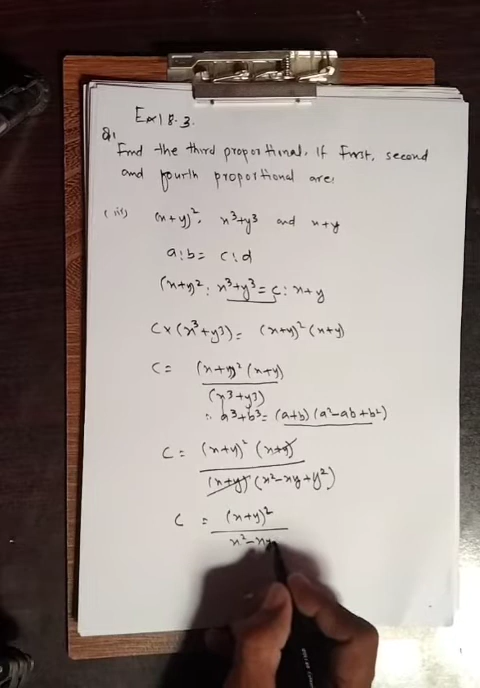 Ex 18.3.
Q1
Find the third proportional. If First, second
and fourth proportional are:
(iii) (x+y)², x³+y³ and x+y
a:b = c:d
(x+y)² : x³+y³ = c : x+y
C×(x³+y³) = (x+y)² (x+y)
C = (x+y)² (x+y)
(x³+y³)
∵ a³+b³ = (a+b) (a²-ab+b²)
C = (x+y)² (x+y)
(x+y) (x²-xy+y²)
C = (x+y)²
x²-xy